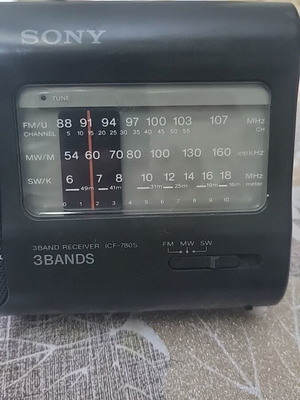 SONY
TUNE
FM/U 88 91 94 97 100 103 107 MHz
CHANNEL 5 10 15 20 25 30 40 50 55 CH
MW/M 54 60 70 80 100 130 160 kHz
SW/K 6 7 8 10 12 14 16 18 MHz
49m 41m 31m 25m 19m 16m meter
0 1 2 3 4 5 6 7 8 9 10
3BAND RECEIVER ICF-780S
3BANDS
FM MW SW